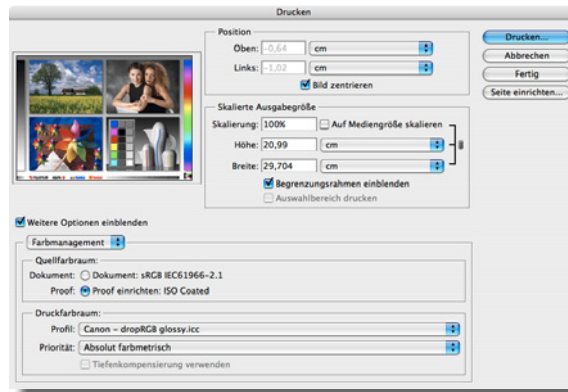 Drucken
Position
Oben: -0,64 cm
Links: -1,02 cm
Bild zentrieren
Drucken...
Abbrechen
Fertig
Seite einrichten...
Skalierte Ausgabegröße
Skalierung: 100% Auf Mediengröße skalieren
Höhe: 20,99 cm
Breite: 29,704 cm
Begrenzungsrahmen einblenden
Auswahlbereich drucken
Weitere Optionen einblenden
Farbmanagement
Quellfarbraum:
Dokument: Dokument: sRGB IEC61966-2.1
Proof: Proof einrichten: ISO Coated
Druckfarbraum:
Profil: Canon - dropRGB glossy.icc
Priorität: Absolut farbmetrisch
Tiefenkompensierung verwenden